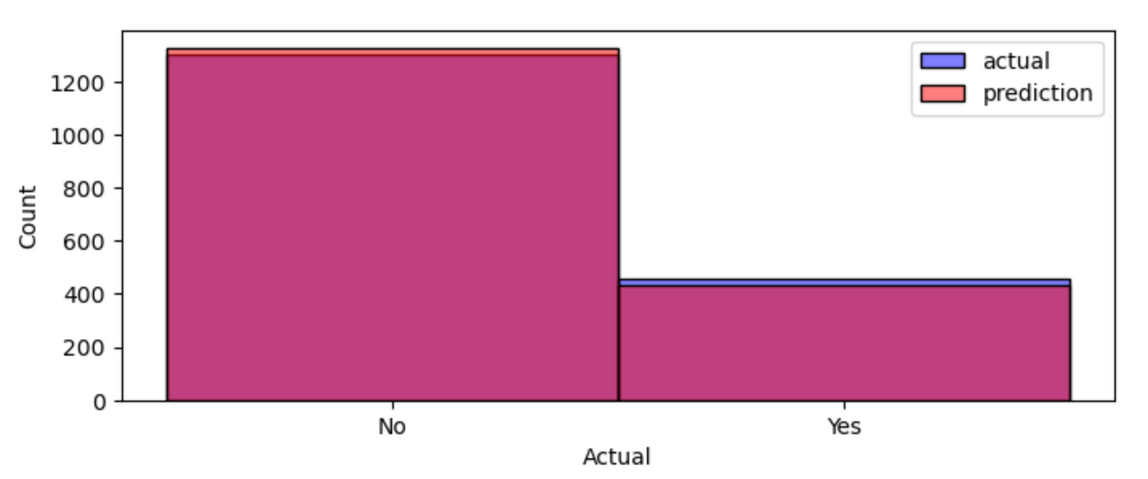 actual
prediction
1200
1000
800
600
400
200
0
Count
No
Yes
Actual